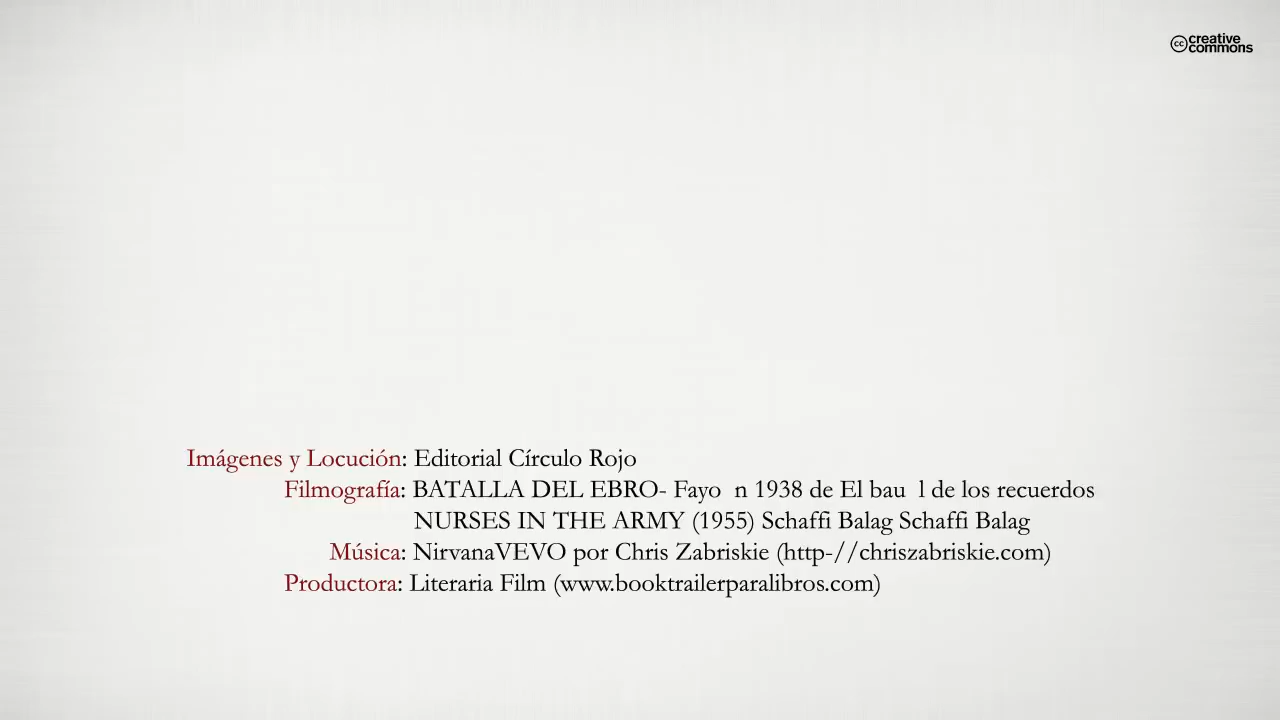 cc creative
commons
Imágenes y Locución: Editorial Círculo Rojo
Filmografía: BATALLA DEL EBRO- Fayo  n 1938 de El bau  l de los recuerdos
NURSES IN THE ARMY (1955) Schaffi Balag Schaffi Balag
Música: NirvanaVEVO por Chris Zabriskie (http-//chriszabriskie.com)
Productora: Literaria Film (www.booktrailerparalibros.com)